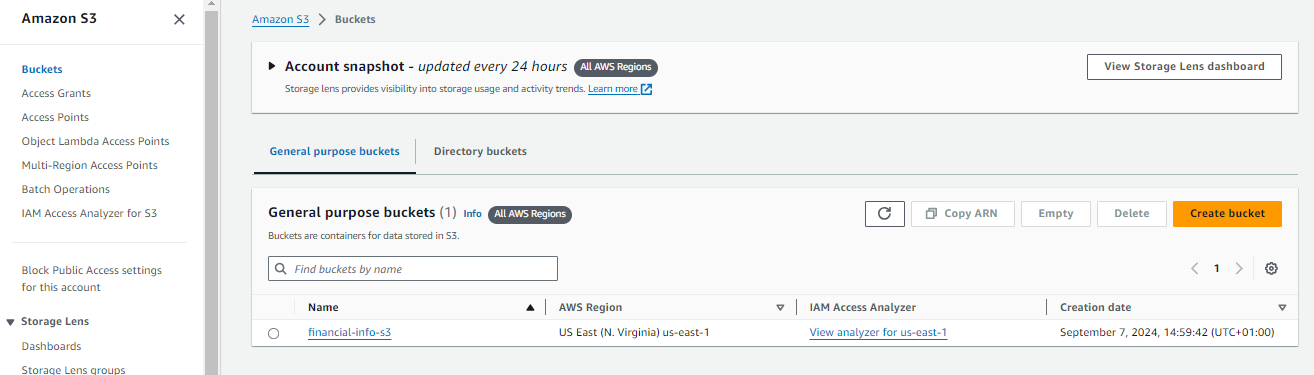 Amazon S3
Buckets
Access Grants
Access Points
Object Lambda Access Points
Multi-Region Access Points
Batch Operations
IAM Access Analyzer for S3
Block Public Access settings
for this account
Storage Lens
Dashboards
Storage Lens groups
Amazon S3 > Buckets
Account snapshot - updated every 24 hours All AWS Regions
View Storage Lens dashboard
Storage lens provides visibility into storage usage and activity trends. Learn more
General purpose buckets Directory buckets
General purpose buckets (1) Info All AWS Regions
Copy ARN Empty Delete Create bucket
Buckets are containers for data stored in S3.
Find buckets by name
1
Name AWS Region IAM Access Analyzer Creation date
financial-info-s3 US East (N. Virginia) us-east-1 View analyzer for us-east-1 September 7, 2024, 14:59:42 (UTC+01:00)